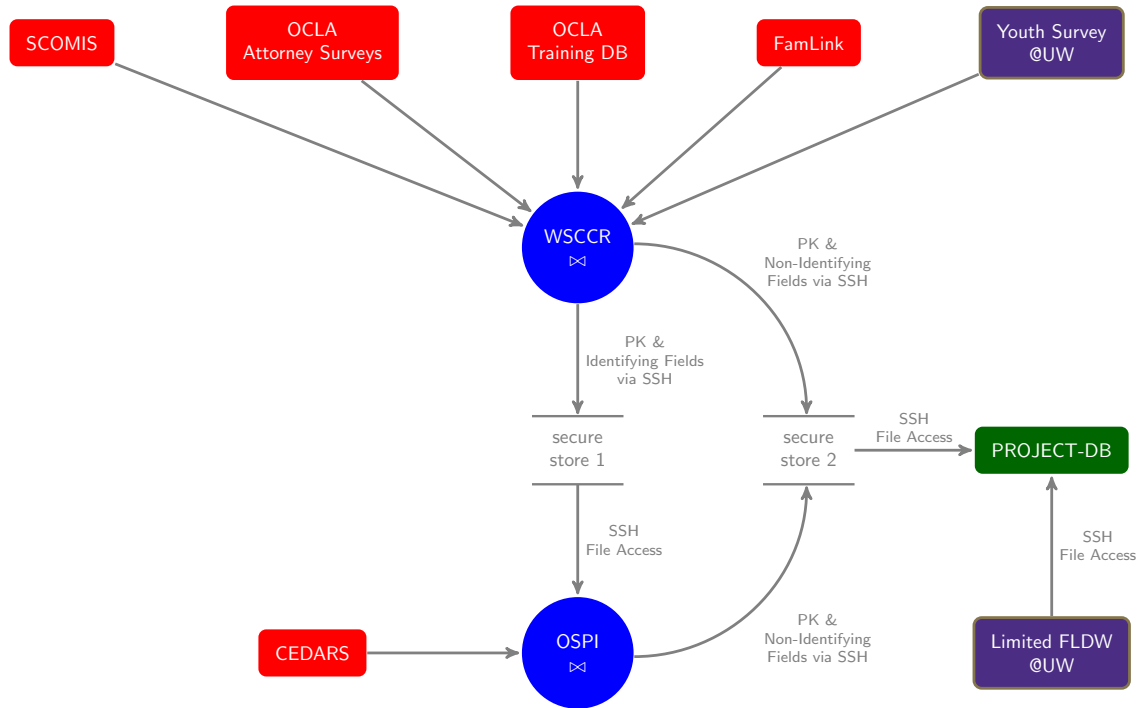 SCOMIS
OCLA
Attorney Surveys
OCLA
Training DB
FamLink
Youth Survey
@UW
WSCCR
⋈
PK &
Non-Identifying
Fields via SSH
PK &
Identifying Fields
via SSH
secure
store 1
secure
store 2
SSH
File Access
PROJECT-DB
SSH
File Access
SSH
File Access
CEDARS
OSPI
⋈
PK &
Non-Identifying
Fields via SSH
Limited FLDW
@UW